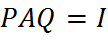 PAQ = I